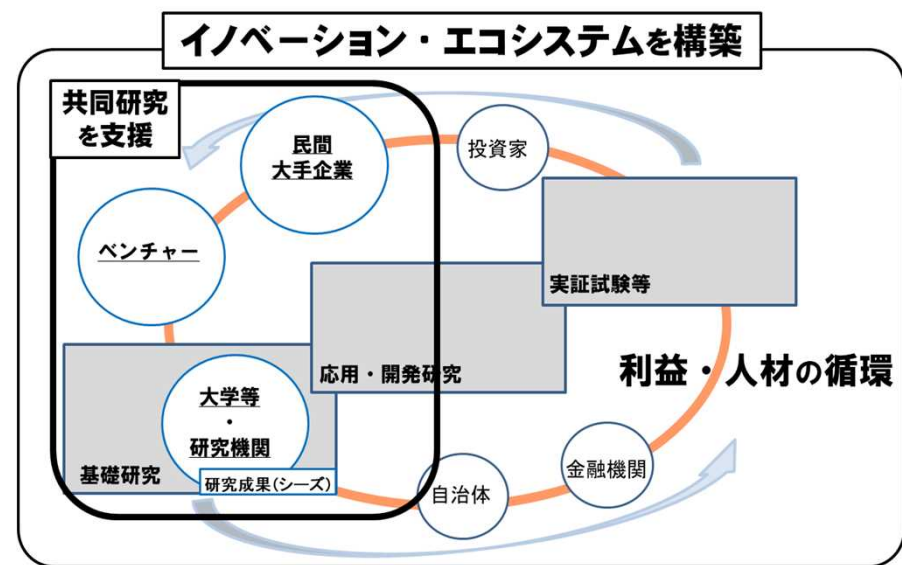 イノベーション・エコシステムを構築
共同研究
を支援
民間
大手企業
投資家
ベンチャー
実証試験等
応用・開発研究
利益・人材の循環
大学等
・
研究機関
基礎研究
研究成果(シーズ)
自治体
金融機関